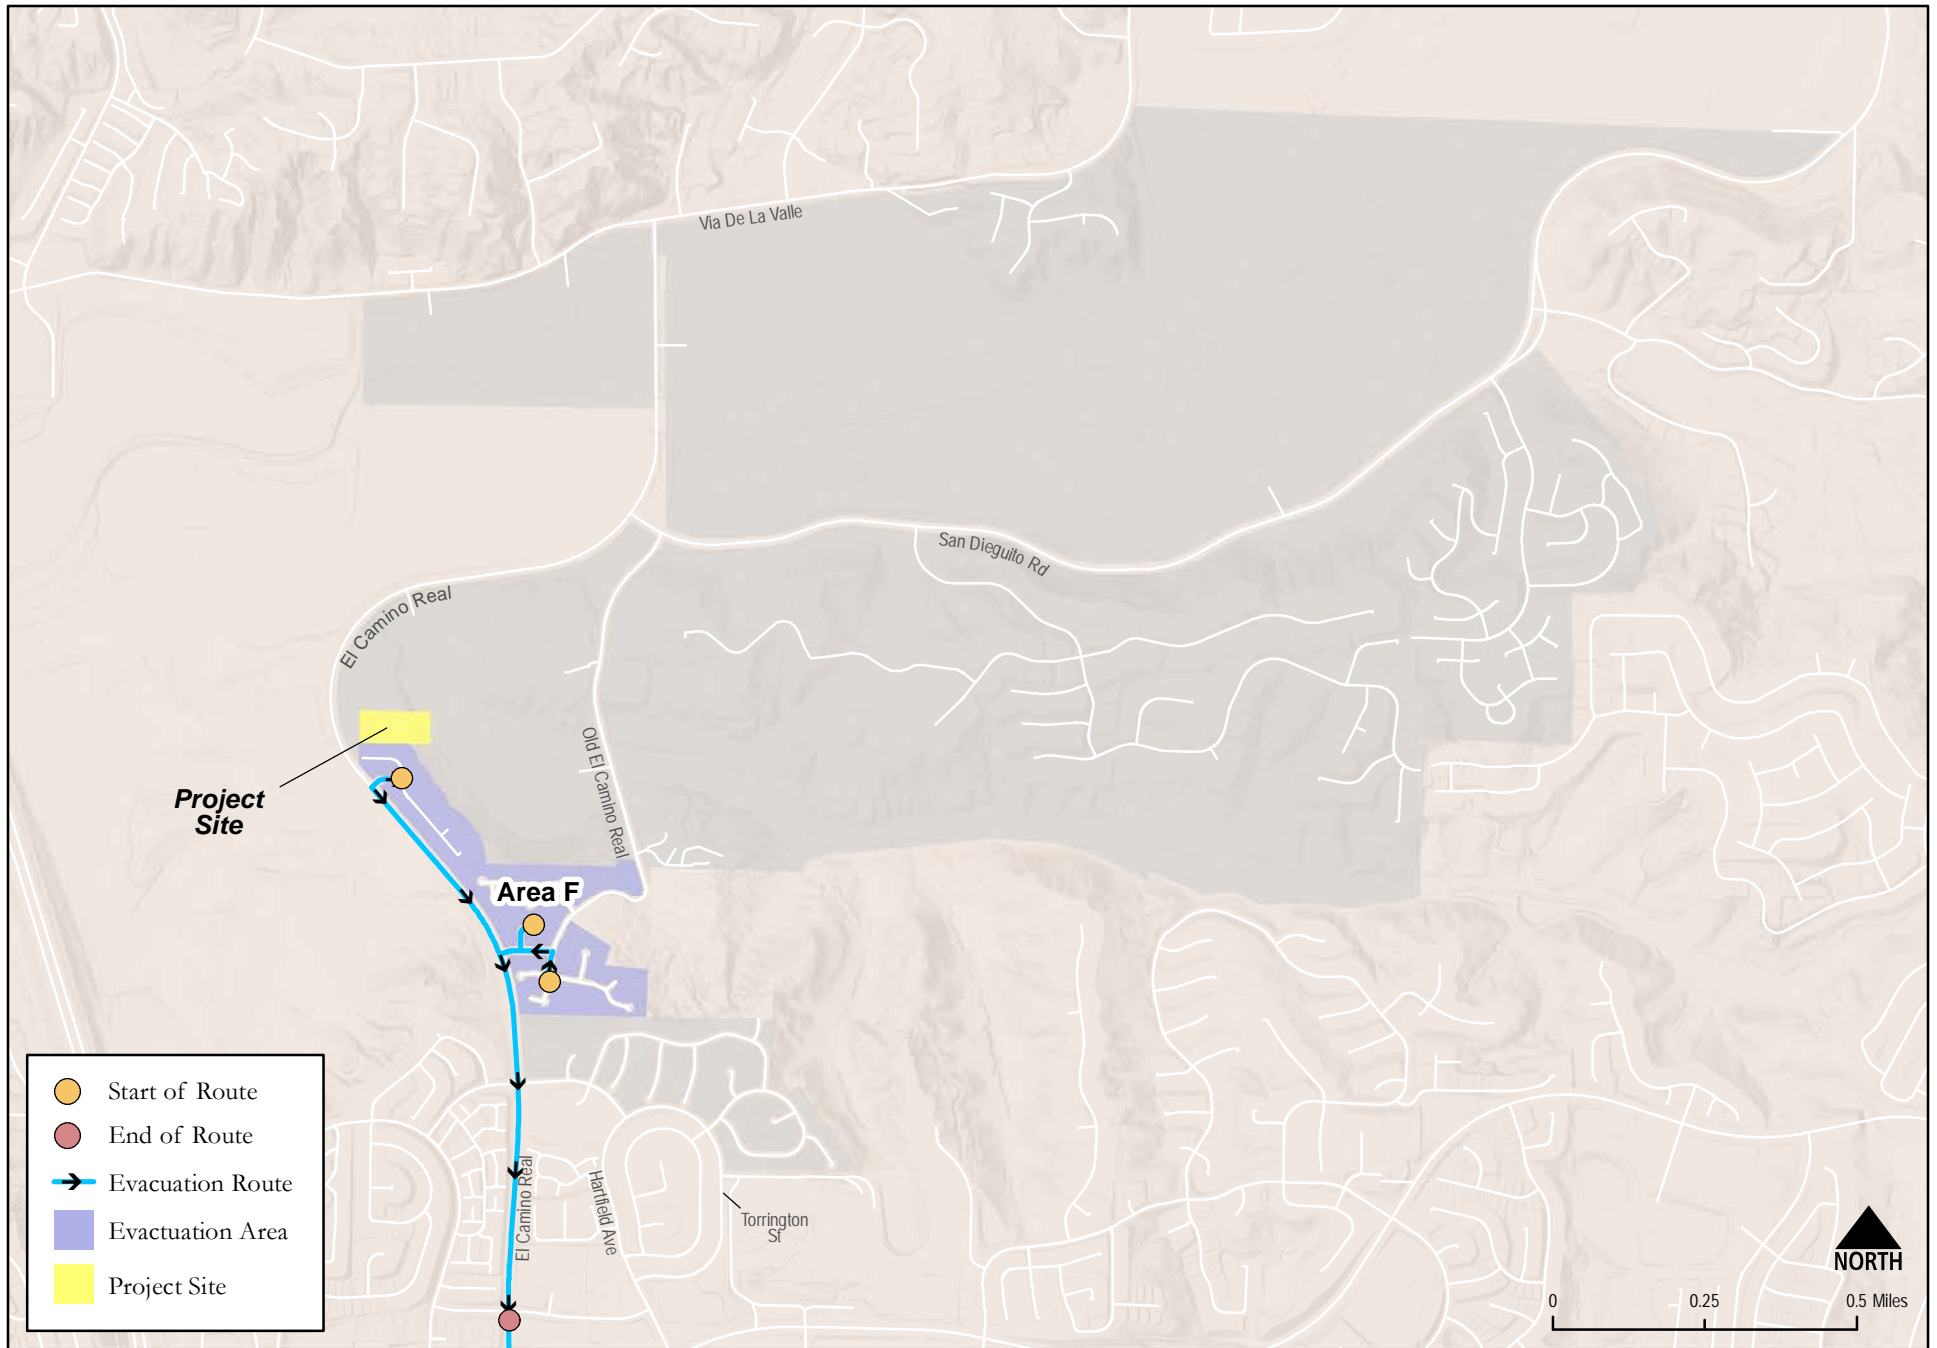 Via De La Valle
San Dieguito Rd
El Camino Real
Old El Camino Real
Project
Site
Area F
Start of Route
End of Route
Evacuation Route
Evactuation Area
Project Site
El Camino Real
Hartfield Ave
Torrington
St
NORTH
0 0.25 0.5 Miles